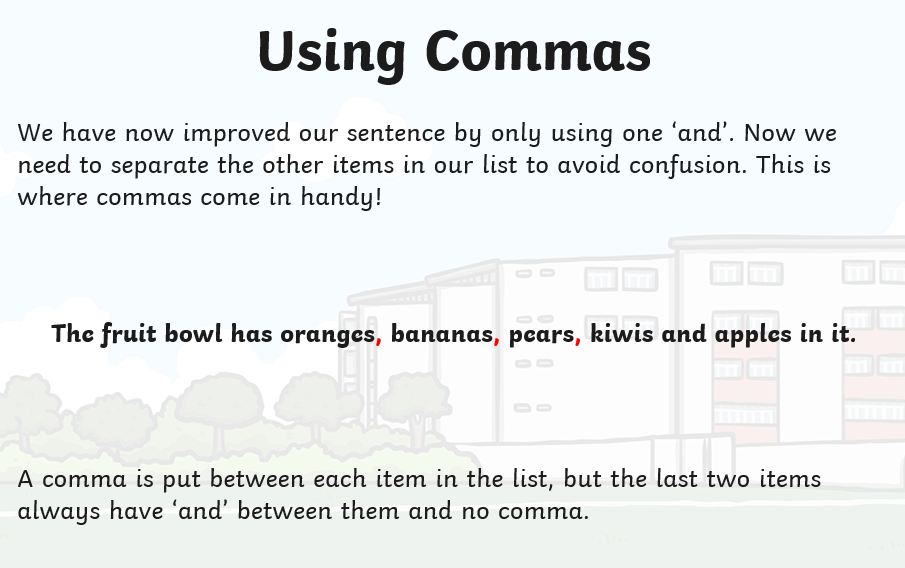 Using Commas
We have now improved our sentence by only using one ‘and’. Now we
need to separate the other items in our list to avoid confusion. This is
where commas come in handy!
The fruit bowl has oranges, bananas, pears, kiwis and apples in it.
A comma is put between each item in the list, but the last two items
always have ‘and’ between them and no comma.